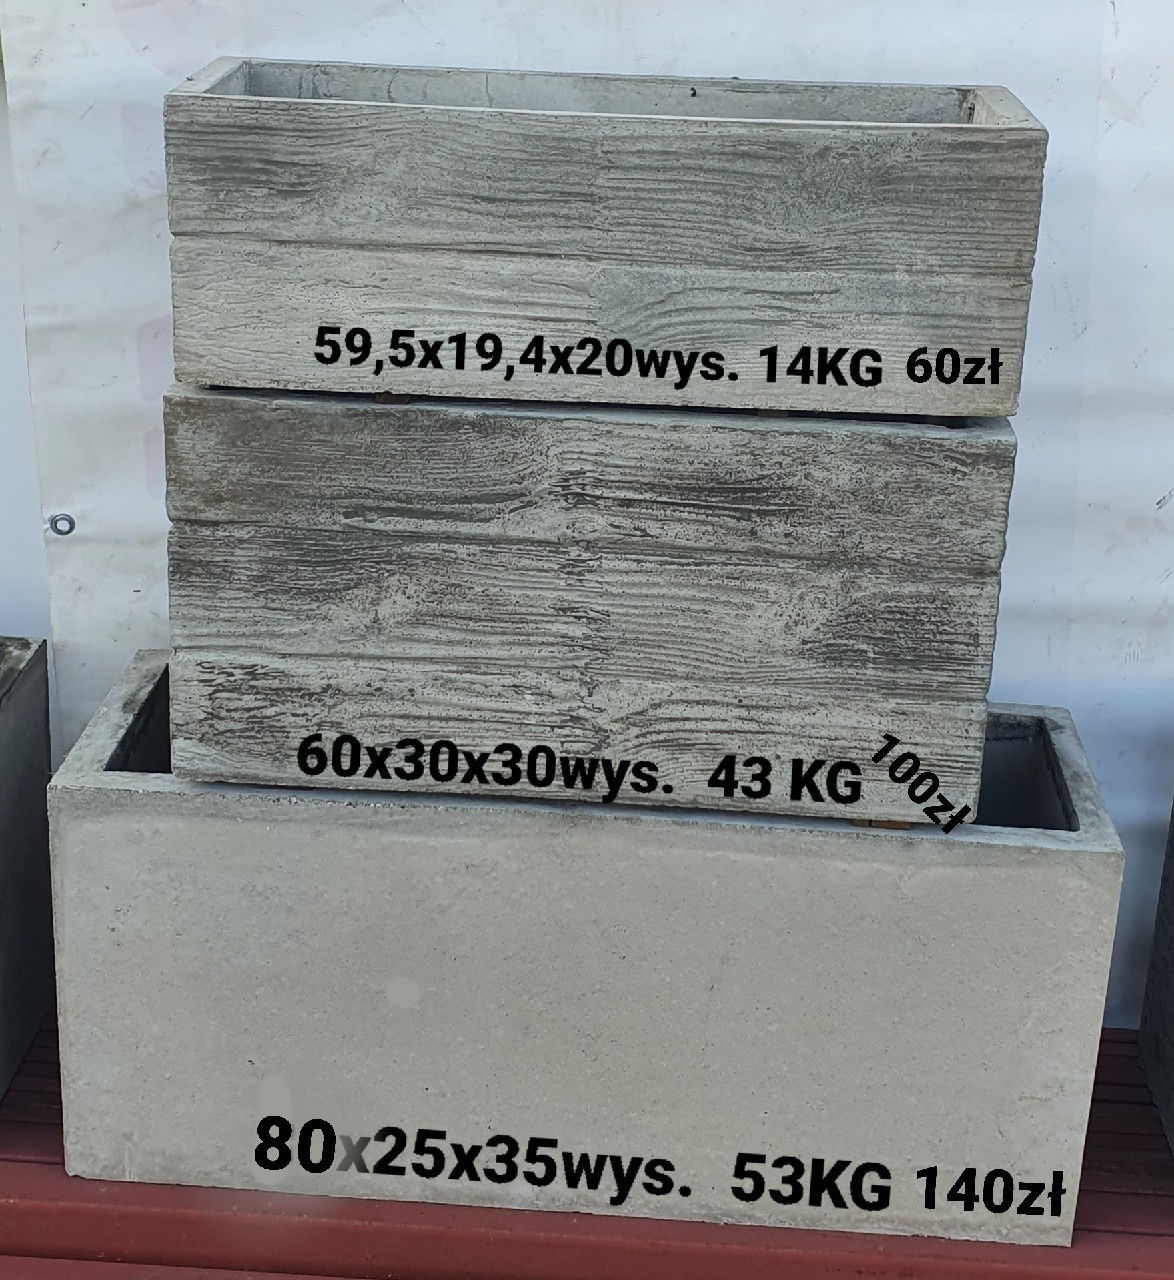 59,5x19,4x20wys. 14KG 60zł
60x30x30wys. 43 KG 100zł
80x25x35wys. 53KG 140zł